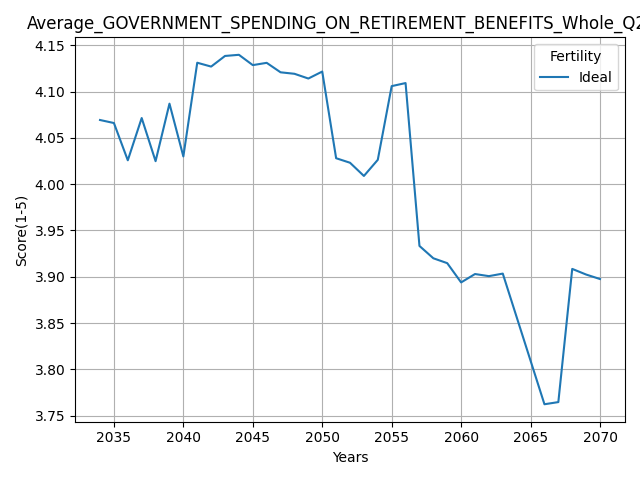 Average_GOVERNMENT_SPENDING_ON_RETIREMENT_BENEFITS_Whole_Q2
Fertility
Ideal
4.15
4.10
4.05
4.00
3.95
3.90
3.85
3.80
3.75
Score(1-5)
2035 2040 2045 2050 2055 2060 2065 2070
Years